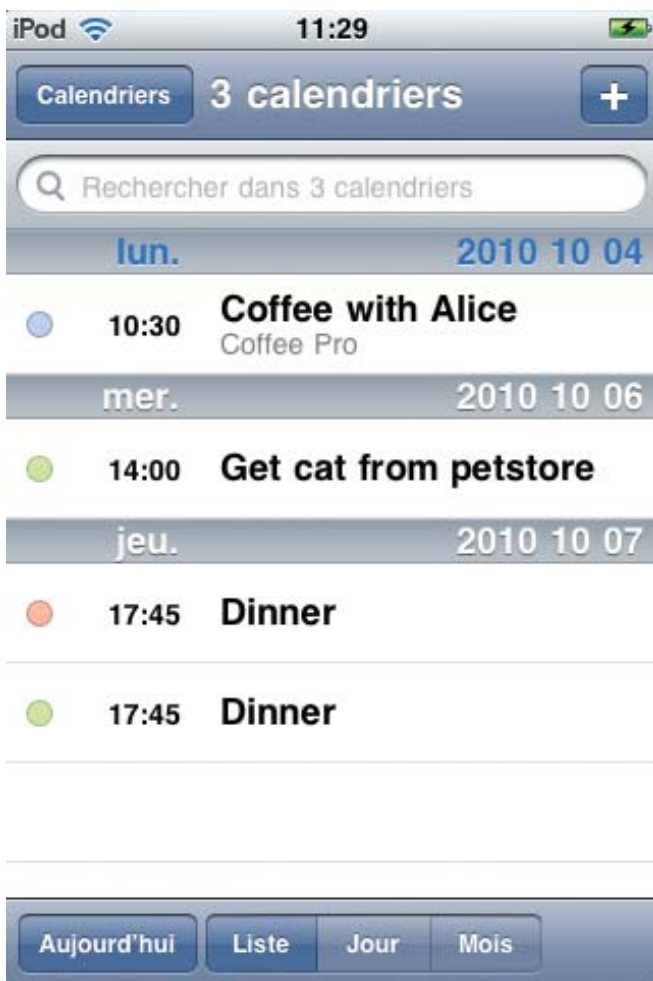 iPod 11:29
Calendriers 3 calendriers +
Rechercher dans 3 calendriers
lun. 2010 10 04
10:30 Coffee with Alice
Coffee Pro
mer. 2010 10 06
14:00 Get cat from petstore
jeu. 2010 10 07
17:45 Dinner
17:45 Dinner
Aujourd'hui Liste Jour Mois